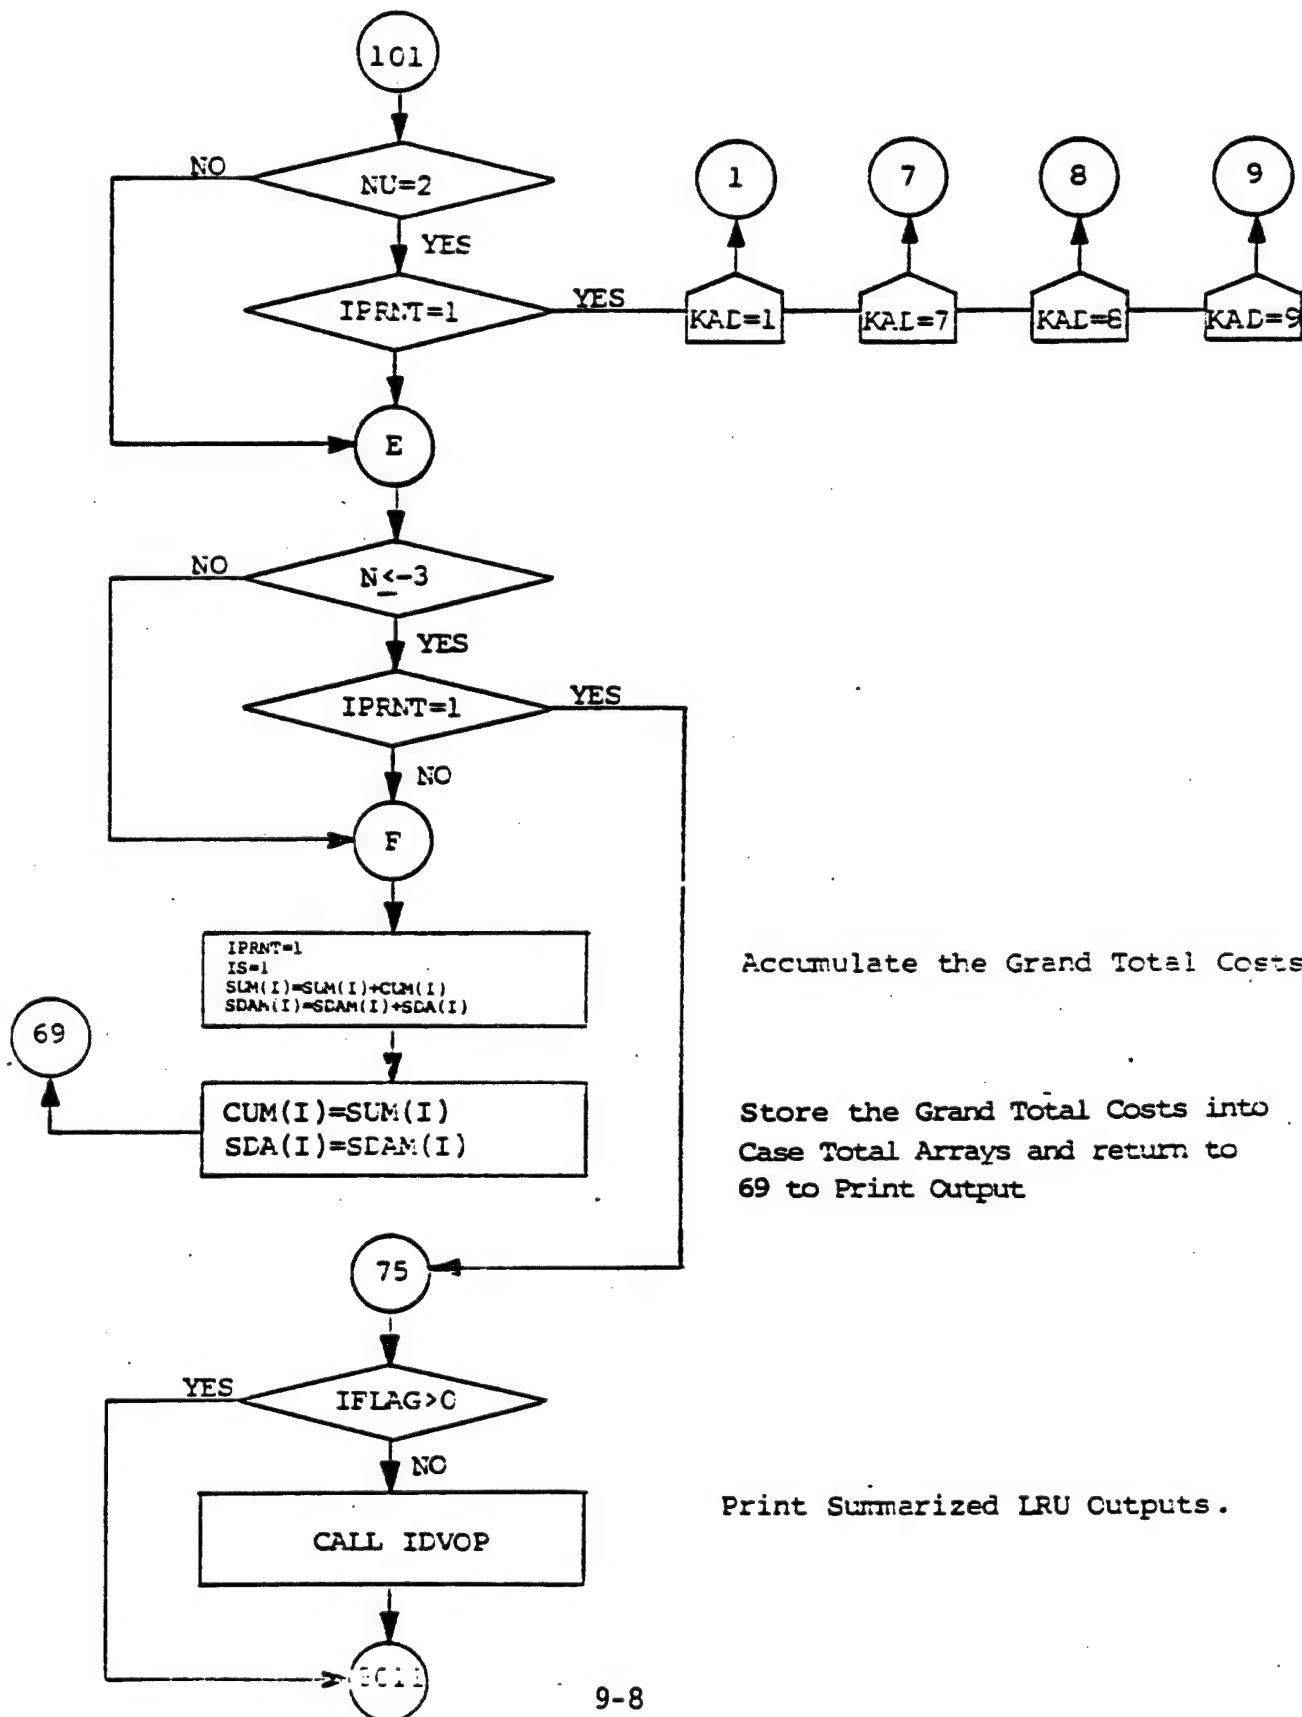 101
NO
NU=2
1
7
8
9
YES
IPRNT=1
YES
KAD=1
KAD=7
KAD=8
KAD=9
E
NO
N<-3
YES
IPRNT=1
YES
NO
F
IPRNT=1
IS=1
SUM(I)=SUM(I)+CUM(I)
SDAM(I)=SDAM(I)+SDA(I)
Accumulate the Grand Total Costs
69
CUM(I)=SUM(I)
SDA(I)=SDAM(I)
Store the Grand Total Costs into
Case Total Arrays and return to
69 to Print Output
75
YES
IFLAG>0
NO
CALL IDVOP
Print Summarized LRU Outputs.
9-8